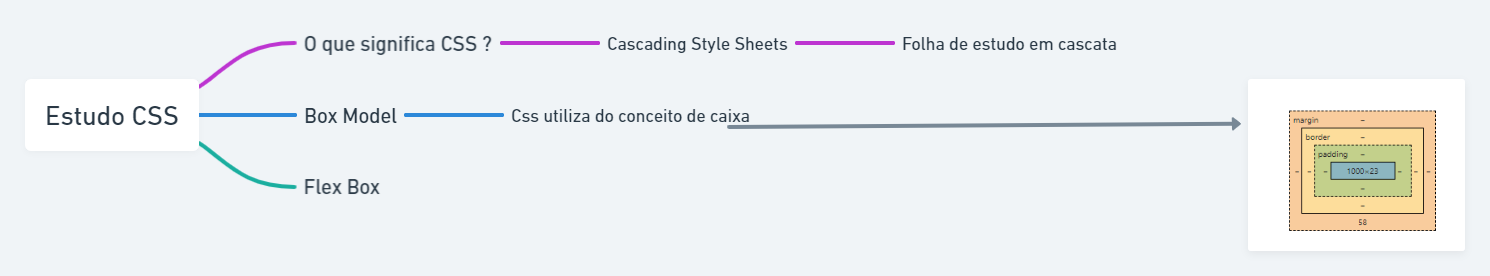 O que significa CSS ?
Cascading Style Sheets
Folha de estudo em cascata
Estudo CSS
Box Model
Css utiliza do conceito de caixa
Flex Box
margin –
border –
padding –
– – – 1000×23 – – –
–
–
58